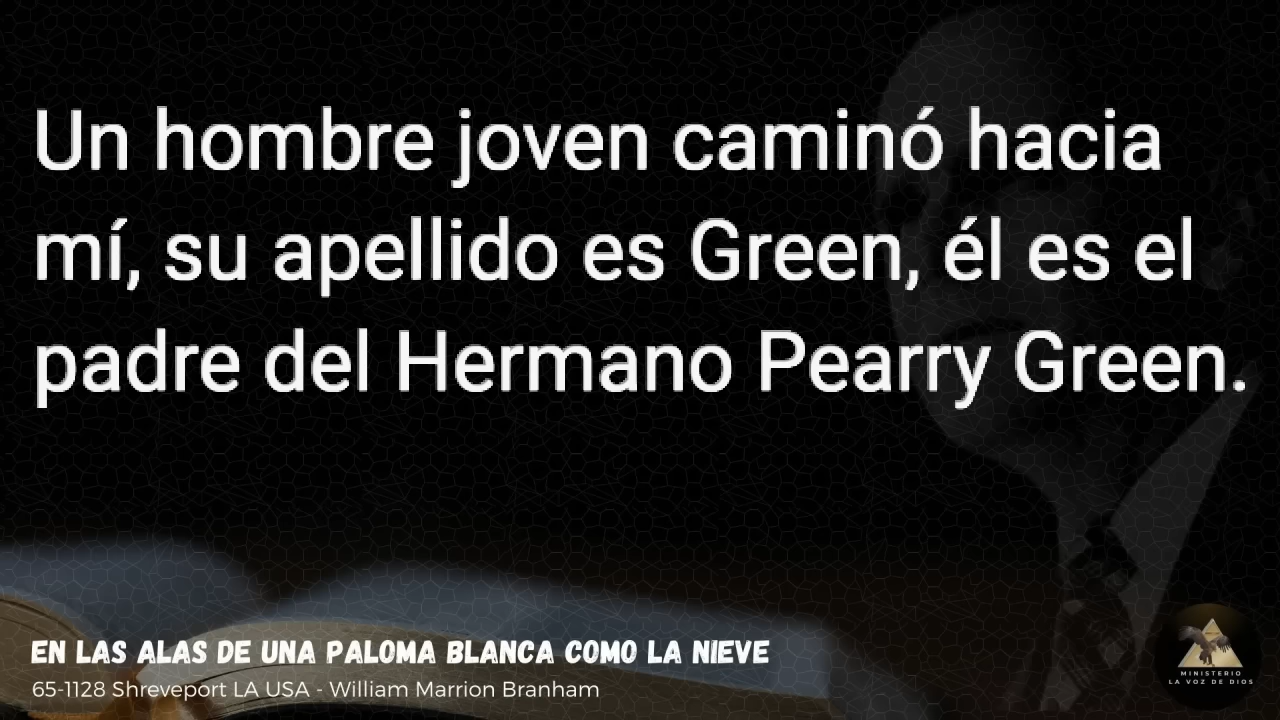 Un hombre joven caminó hacia
mí, su apellido es Green, él es el
padre del Hermano Pearry Green.
EN LAS ALAS DE UNA PALOMA BLANCA COMO LA NIEVE
65-1128 Shreveport LA USA - William Marrion Branham
MINISTERIO
LA VOZ DE DIOS